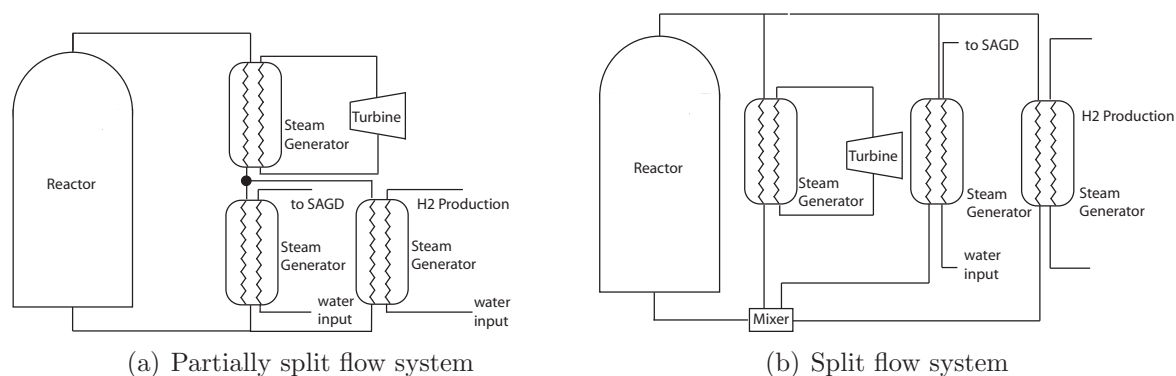 Reactor
Steam
Generator
Turbine
to SAGD
H2 Production
Steam
Generator
Steam
Generator
water
input
water
input
(a) Partially split flow system
Reactor
to SAGD
H2 Production
Turbine
Steam
Generator
Steam
Generator
Steam
Generator
water
input
Mixer
(b) Split flow system